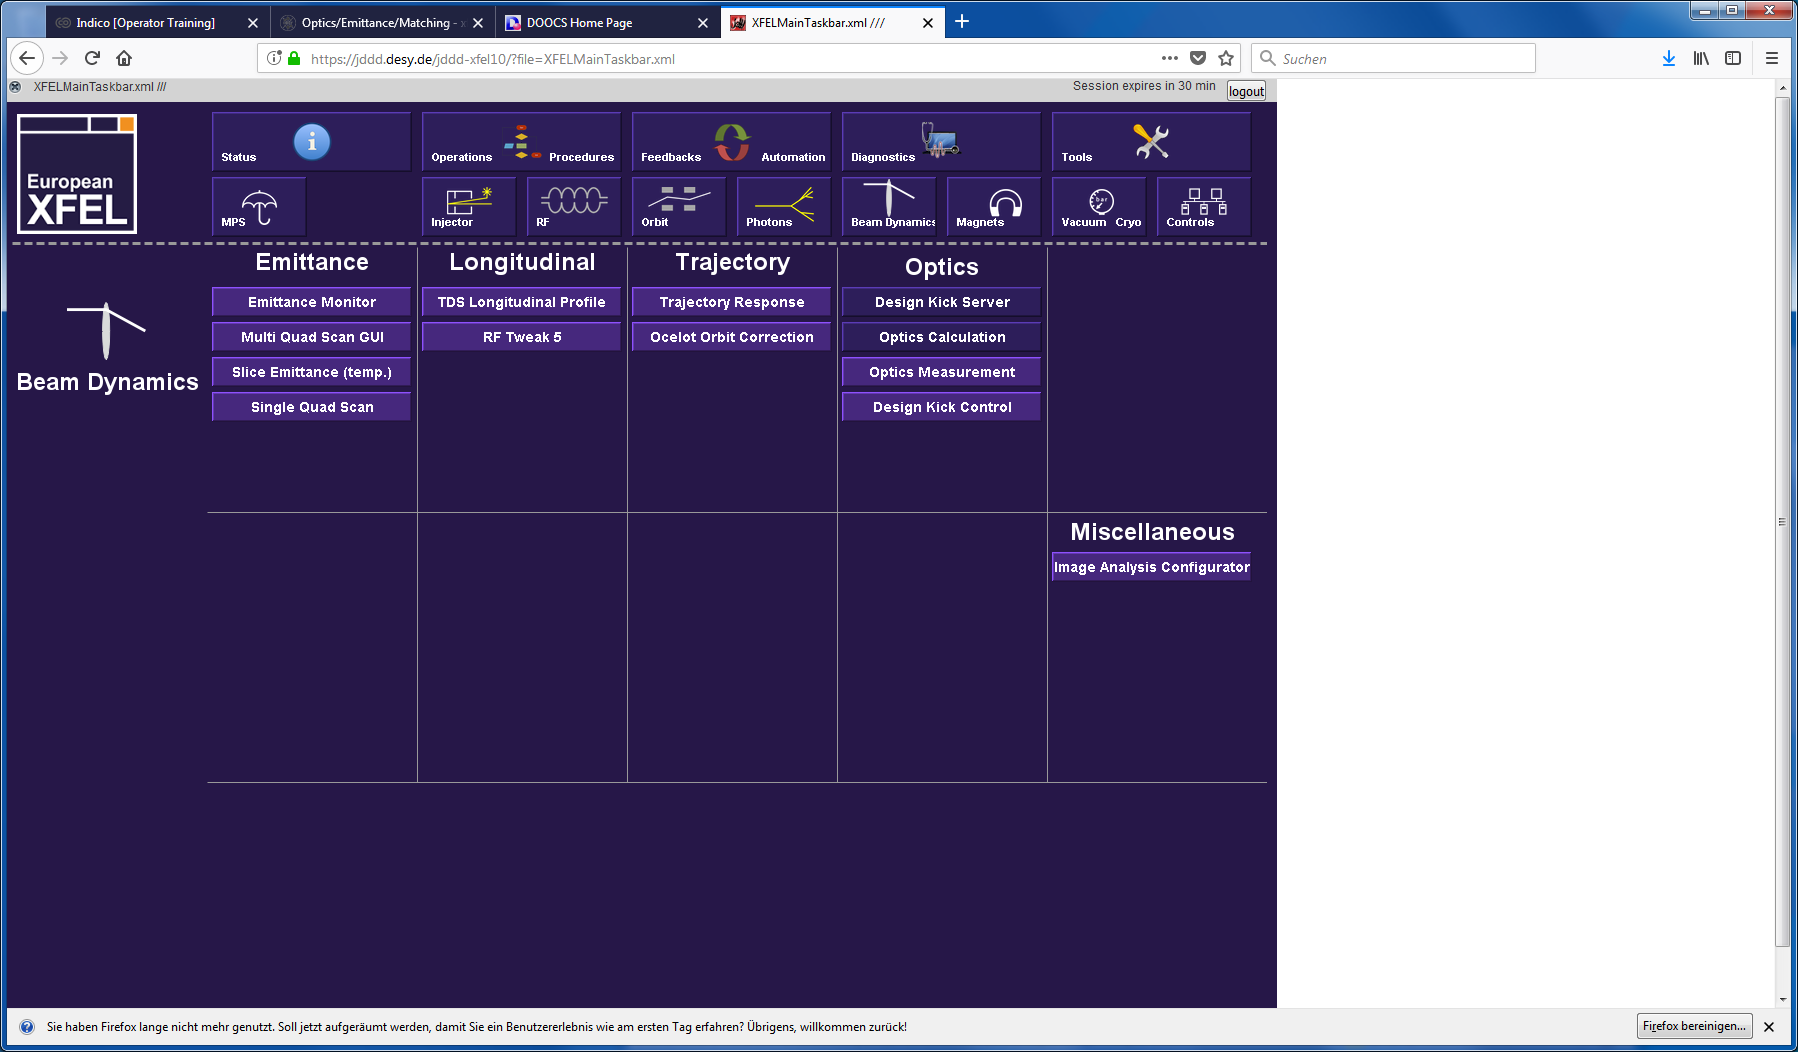 Indico [Operator Training]
Optics/Emittance/Matching - x
DOOCS Home Page
XFELMainTaskbar.xml ///
https://jddd.desy.de/jddd-xfel10/?file=XFELMainTaskbar.xml
Suchen
XFELMainTaskbar.xml ///
Session expires in 30 min
logout
European
XFEL
Status
Operations Procedures
Feedbacks Automation
Diagnostics
Tools
MPS
Injector
RF
Orbit
Photons
Beam Dynamics
Magnets
bar
Vacuum Cryo
Controls
Beam Dynamics
Emittance
Emittance Monitor
Multi Quad Scan GUI
Slice Emittance (temp.)
Single Quad Scan
Longitudinal
TDS Longitudinal Profile
RF Tweak 5
Trajectory
Trajectory Response
Ocelot Orbit Correction
Optics
Design Kick Server
Optics Calculation
Optics Measurement
Design Kick Control
Miscellaneous
Image Analysis Configurator
Sie haben Firefox lange nicht mehr genutzt. Soll jetzt aufgeräumt werden, damit Sie ein Benutzererlebnis wie am ersten Tag erfahren? Übrigens, willkommen zurück!
Firefox bereinigen...